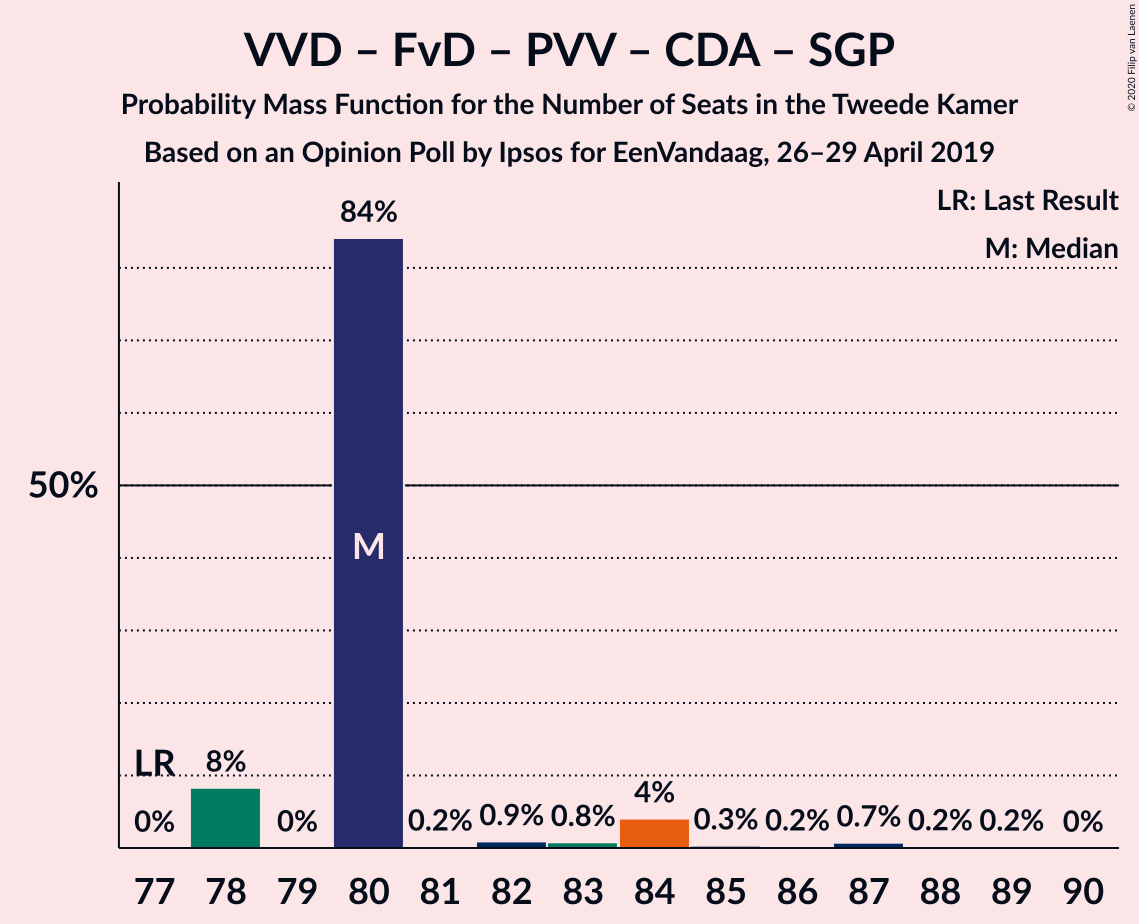 VVD – FvD – PVV – CDA – SGP
Probability Mass Function for the Number of Seats in the Tweede Kamer
Based on an Opinion Poll by Ipsos for EenVandaag, 26–29 April 2019
© 2020 Filip van Laenen
LR: Last Result
M: Median
84%
50%
M
LR
8%
4%
0%
0%
0.2%
0.9%
0.8%
0.3%
0.2%
0.7%
0.2%
0.2%
0%
77 78 79 80 81 82 83 84 85 86 87 88 89 90